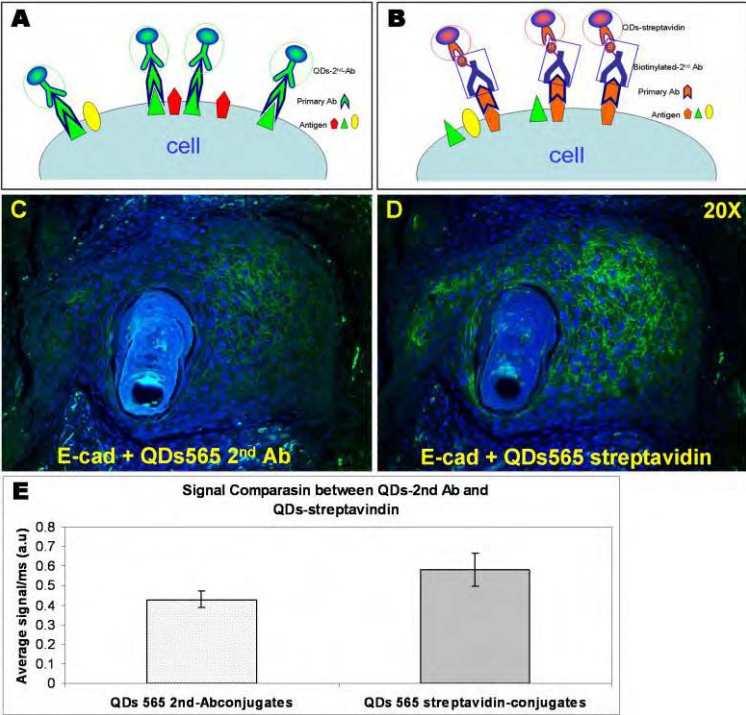 A
QDs-2nd-Ab
Primary Ab
Antigen
cell
B
QDs-streptavidin
Biotinylated-2nd Ab
Primary Ab
Antigen
cell
C
E-cad + QDs565 2nd Ab
D
20X
E-cad + QDs565 streptavidin
E
Signal Comparasin between QDs-2nd Ab and
QDs-streptavindin
Average signal/ms (a.u)
0.8
0.7
0.6
0.5
0.4
0.3
0.2
0.1
0
QDs 565 2nd-Abconjugates
QDs 565 streptavidin-conjugates